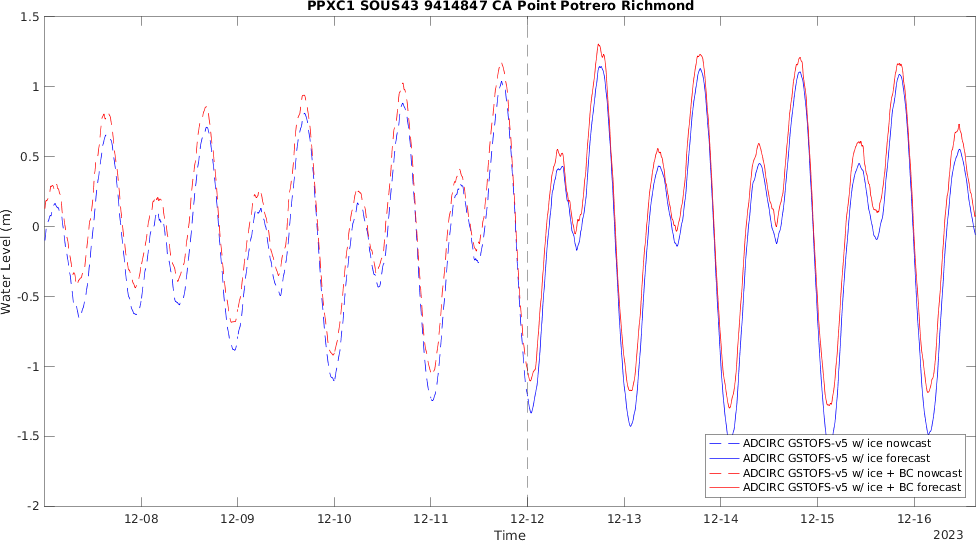 PPXC1 SOUS43 9414847 CA Point Potrero Richmond
Water Level (m)
1.5
1
0.5
0
-0.5
-1
-1.5
-2
ADCIRC GSTOFS-v5 w/ ice nowcast
ADCIRC GSTOFS-v5 w/ ice forecast
ADCIRC GSTOFS-v5 w/ ice + BC nowcast
ADCIRC GSTOFS-v5 w/ ice + BC forecast
12-08 12-09 12-10 12-11 12-12 12-13 12-14 12-15 12-16
Time
2023